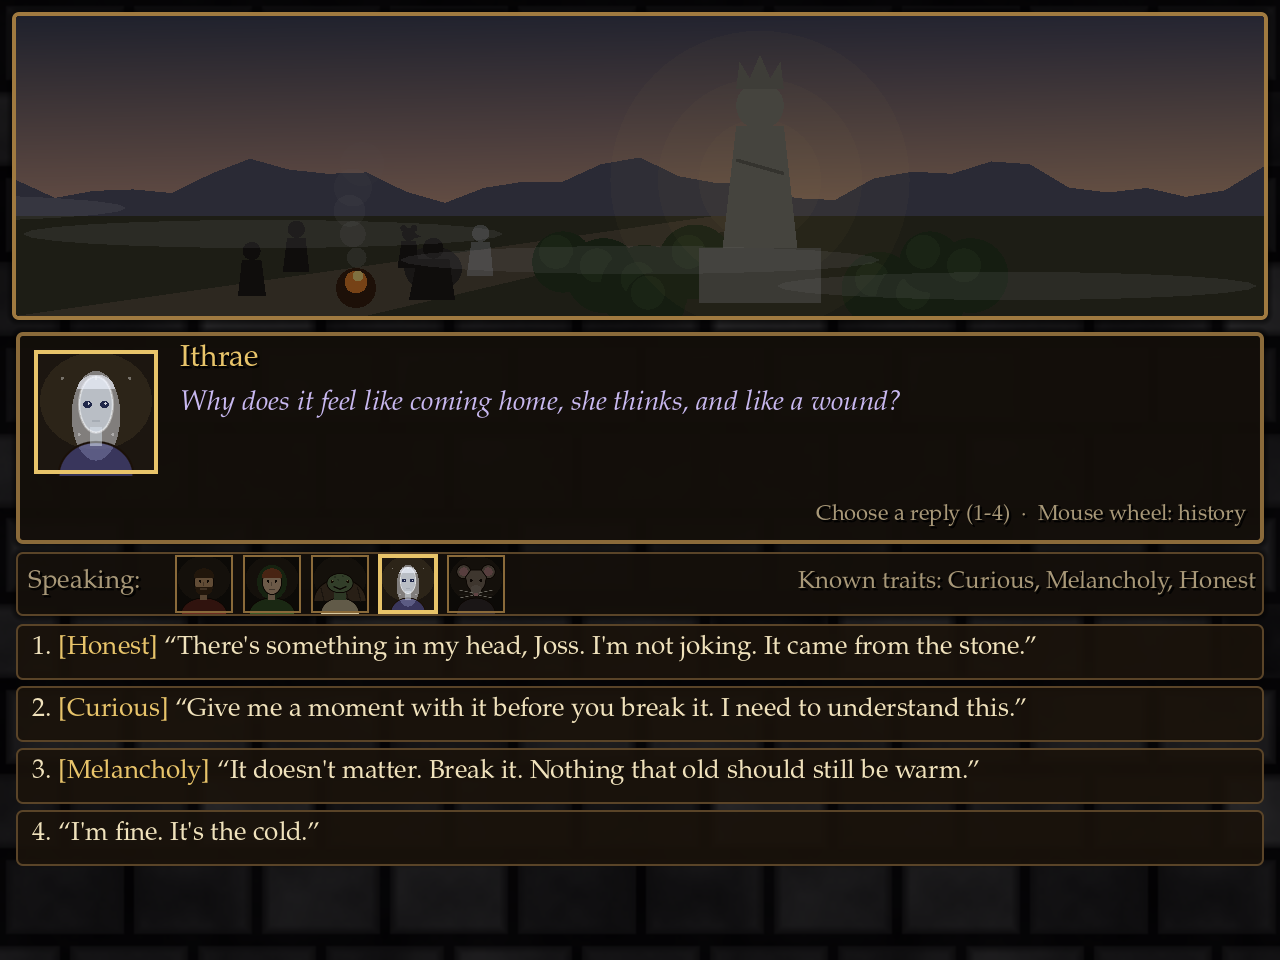 Ithrae
Why does it feel like coming home, she thinks, and like a wound?
Choose a reply (1-4)  ·  Mouse wheel: history
Speaking:
Known traits: Curious, Melancholy, Honest
1. [Honest] “There's something in my head, Joss. I'm not joking. It came from the stone.”
2. [Curious] “Give me a moment with it before you break it. I need to understand this.”
3. [Melancholy] “It doesn't matter. Break it. Nothing that old should still be warm.”
4. “I'm fine. It's the cold.”